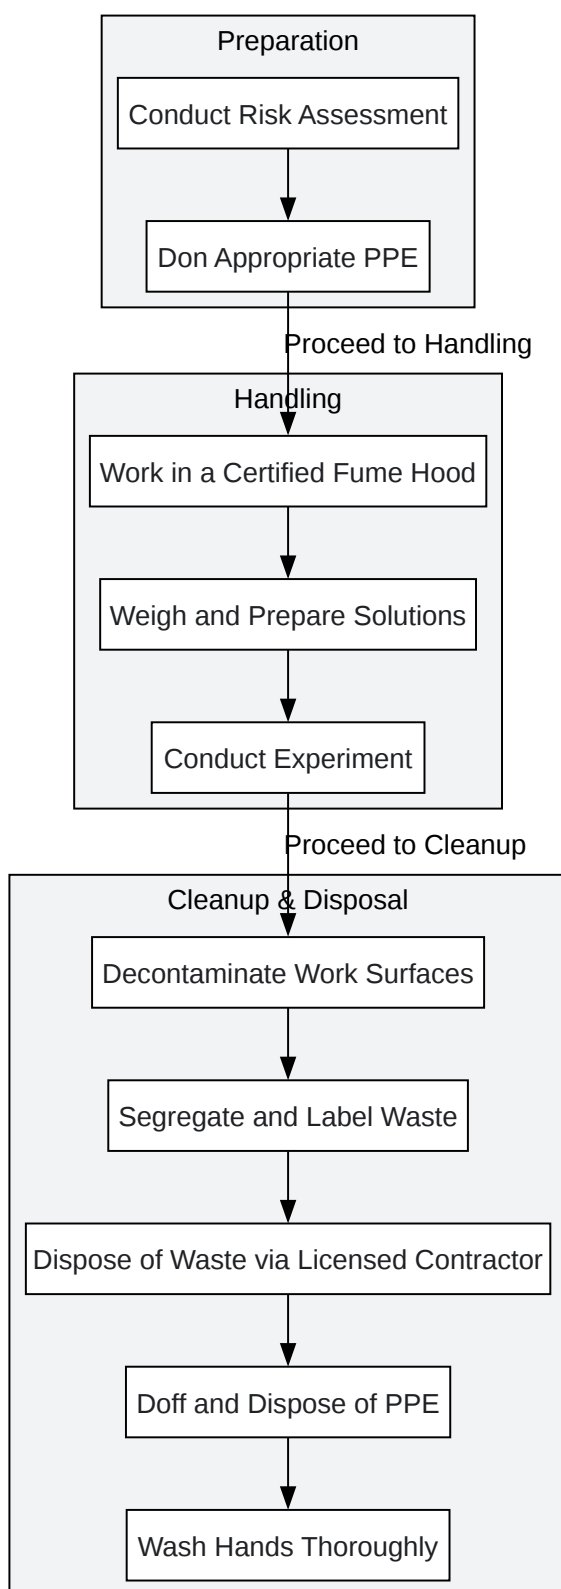 Preparation
Conduct Risk Assessment
Don Appropriate PPE
Proceed to Handling
Handling
Work in a Certified Fume Hood
Weigh and Prepare Solutions
Conduct Experiment
Proceed to Cleanup
Cleanup & Disposal
Decontaminate Work Surfaces
Segregate and Label Waste
Dispose of Waste via Licensed Contractor
Doff and Dispose of PPE
Wash Hands Thoroughly